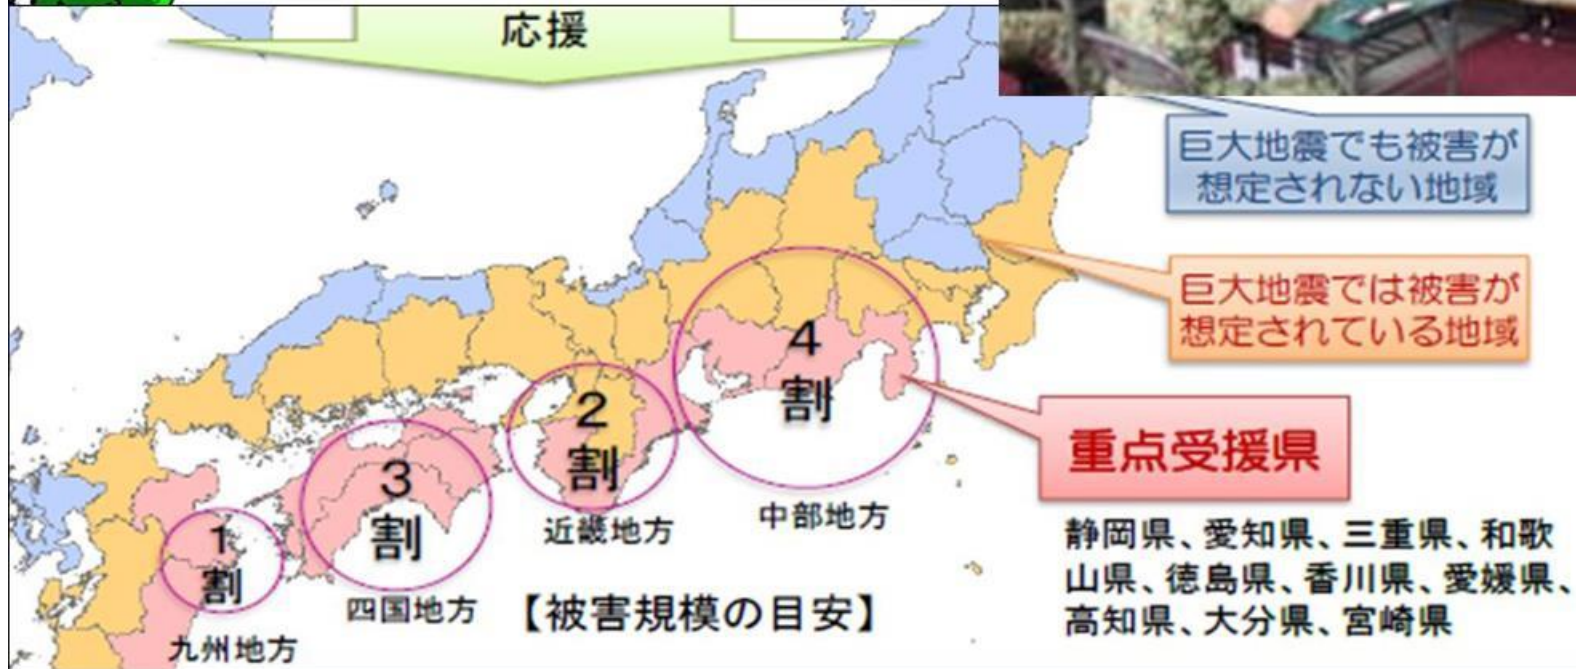 応援
巨大地震でも被害が
想定されない地域
巨大地震では被害が
想定されている地域
4
割
2
割
重点受援県
3
割
中部地方
近畿地方
1
割
静岡県、愛知県、三重県、和歌
山県、徳島県、香川県、愛媛県、
高知県、大分県、宮崎県
四国地方
【被害規模の目安】
九州地方